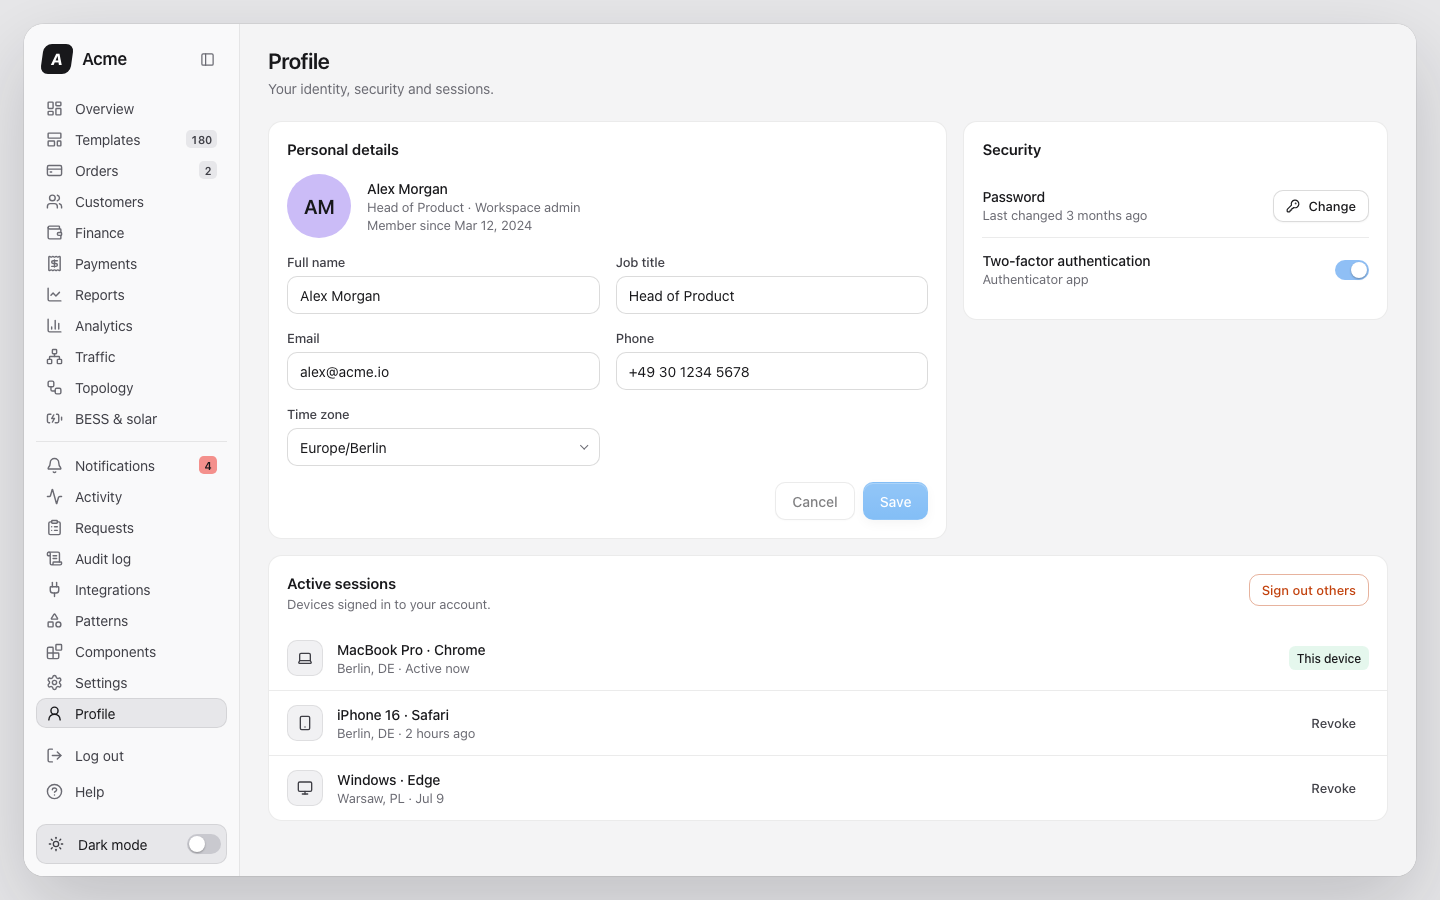 A Acme
Overview
Templates 180
Orders 2
Customers
Finance
Payments
Reports
Analytics
Traffic
Topology
BESS & solar
Notifications 4
Activity
Requests
Audit log
Integrations
Patterns
Components
Settings
Profile
Log out
Help
Dark mode
Profile
Your identity, security and sessions.
Personal details
AM
Alex Morgan
Head of Product · Workspace admin
Member since Mar 12, 2024
Full name
Alex Morgan
Job title
Head of Product
Email
alex@acme.io
Phone
+49 30 1234 5678
Time zone
Europe/Berlin
Cancel
Save
Security
Password
Last changed 3 months ago
Change
Two-factor authentication
Authenticator app
Active sessions
Devices signed in to your account.
Sign out others
MacBook Pro · Chrome
Berlin, DE · Active now
This device
iPhone 16 · Safari
Berlin, DE · 2 hours ago
Revoke
Windows · Edge
Warsaw, PL · Jul 9
Revoke